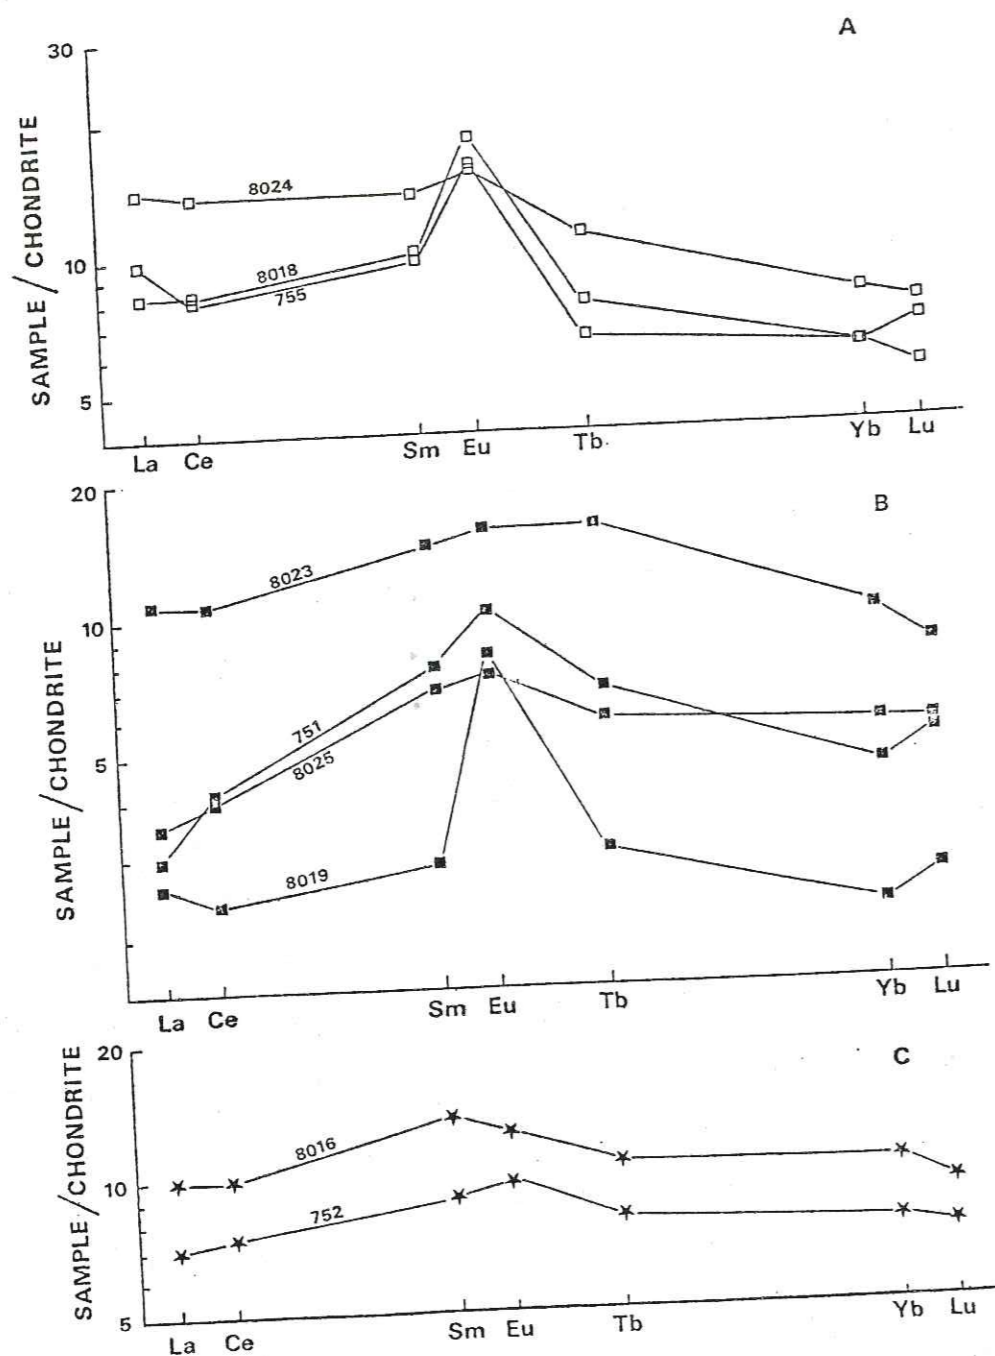 A
30
10
5
SAMPLE / CHONDRITE
8024
8018
755
La Ce Sm Eu Tb Yb Lu
B
20
10
5
SAMPLE / CHONDRITE
8023
751
8025
8019
La Ce Sm Eu Tb Yb Lu
C
20
10
5
SAMPLE / CHONDRITE
8016
752
La Ce Sm Eu Tb Yb Lu